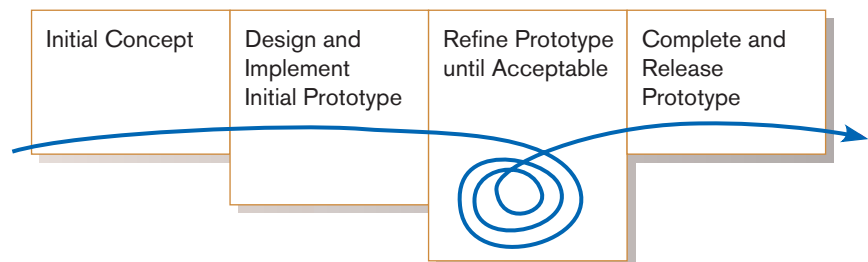 Initial Concept
Design and
Implement
Initial Prototype
Refine Prototype
until Acceptable
Complete and
Release
Prototype